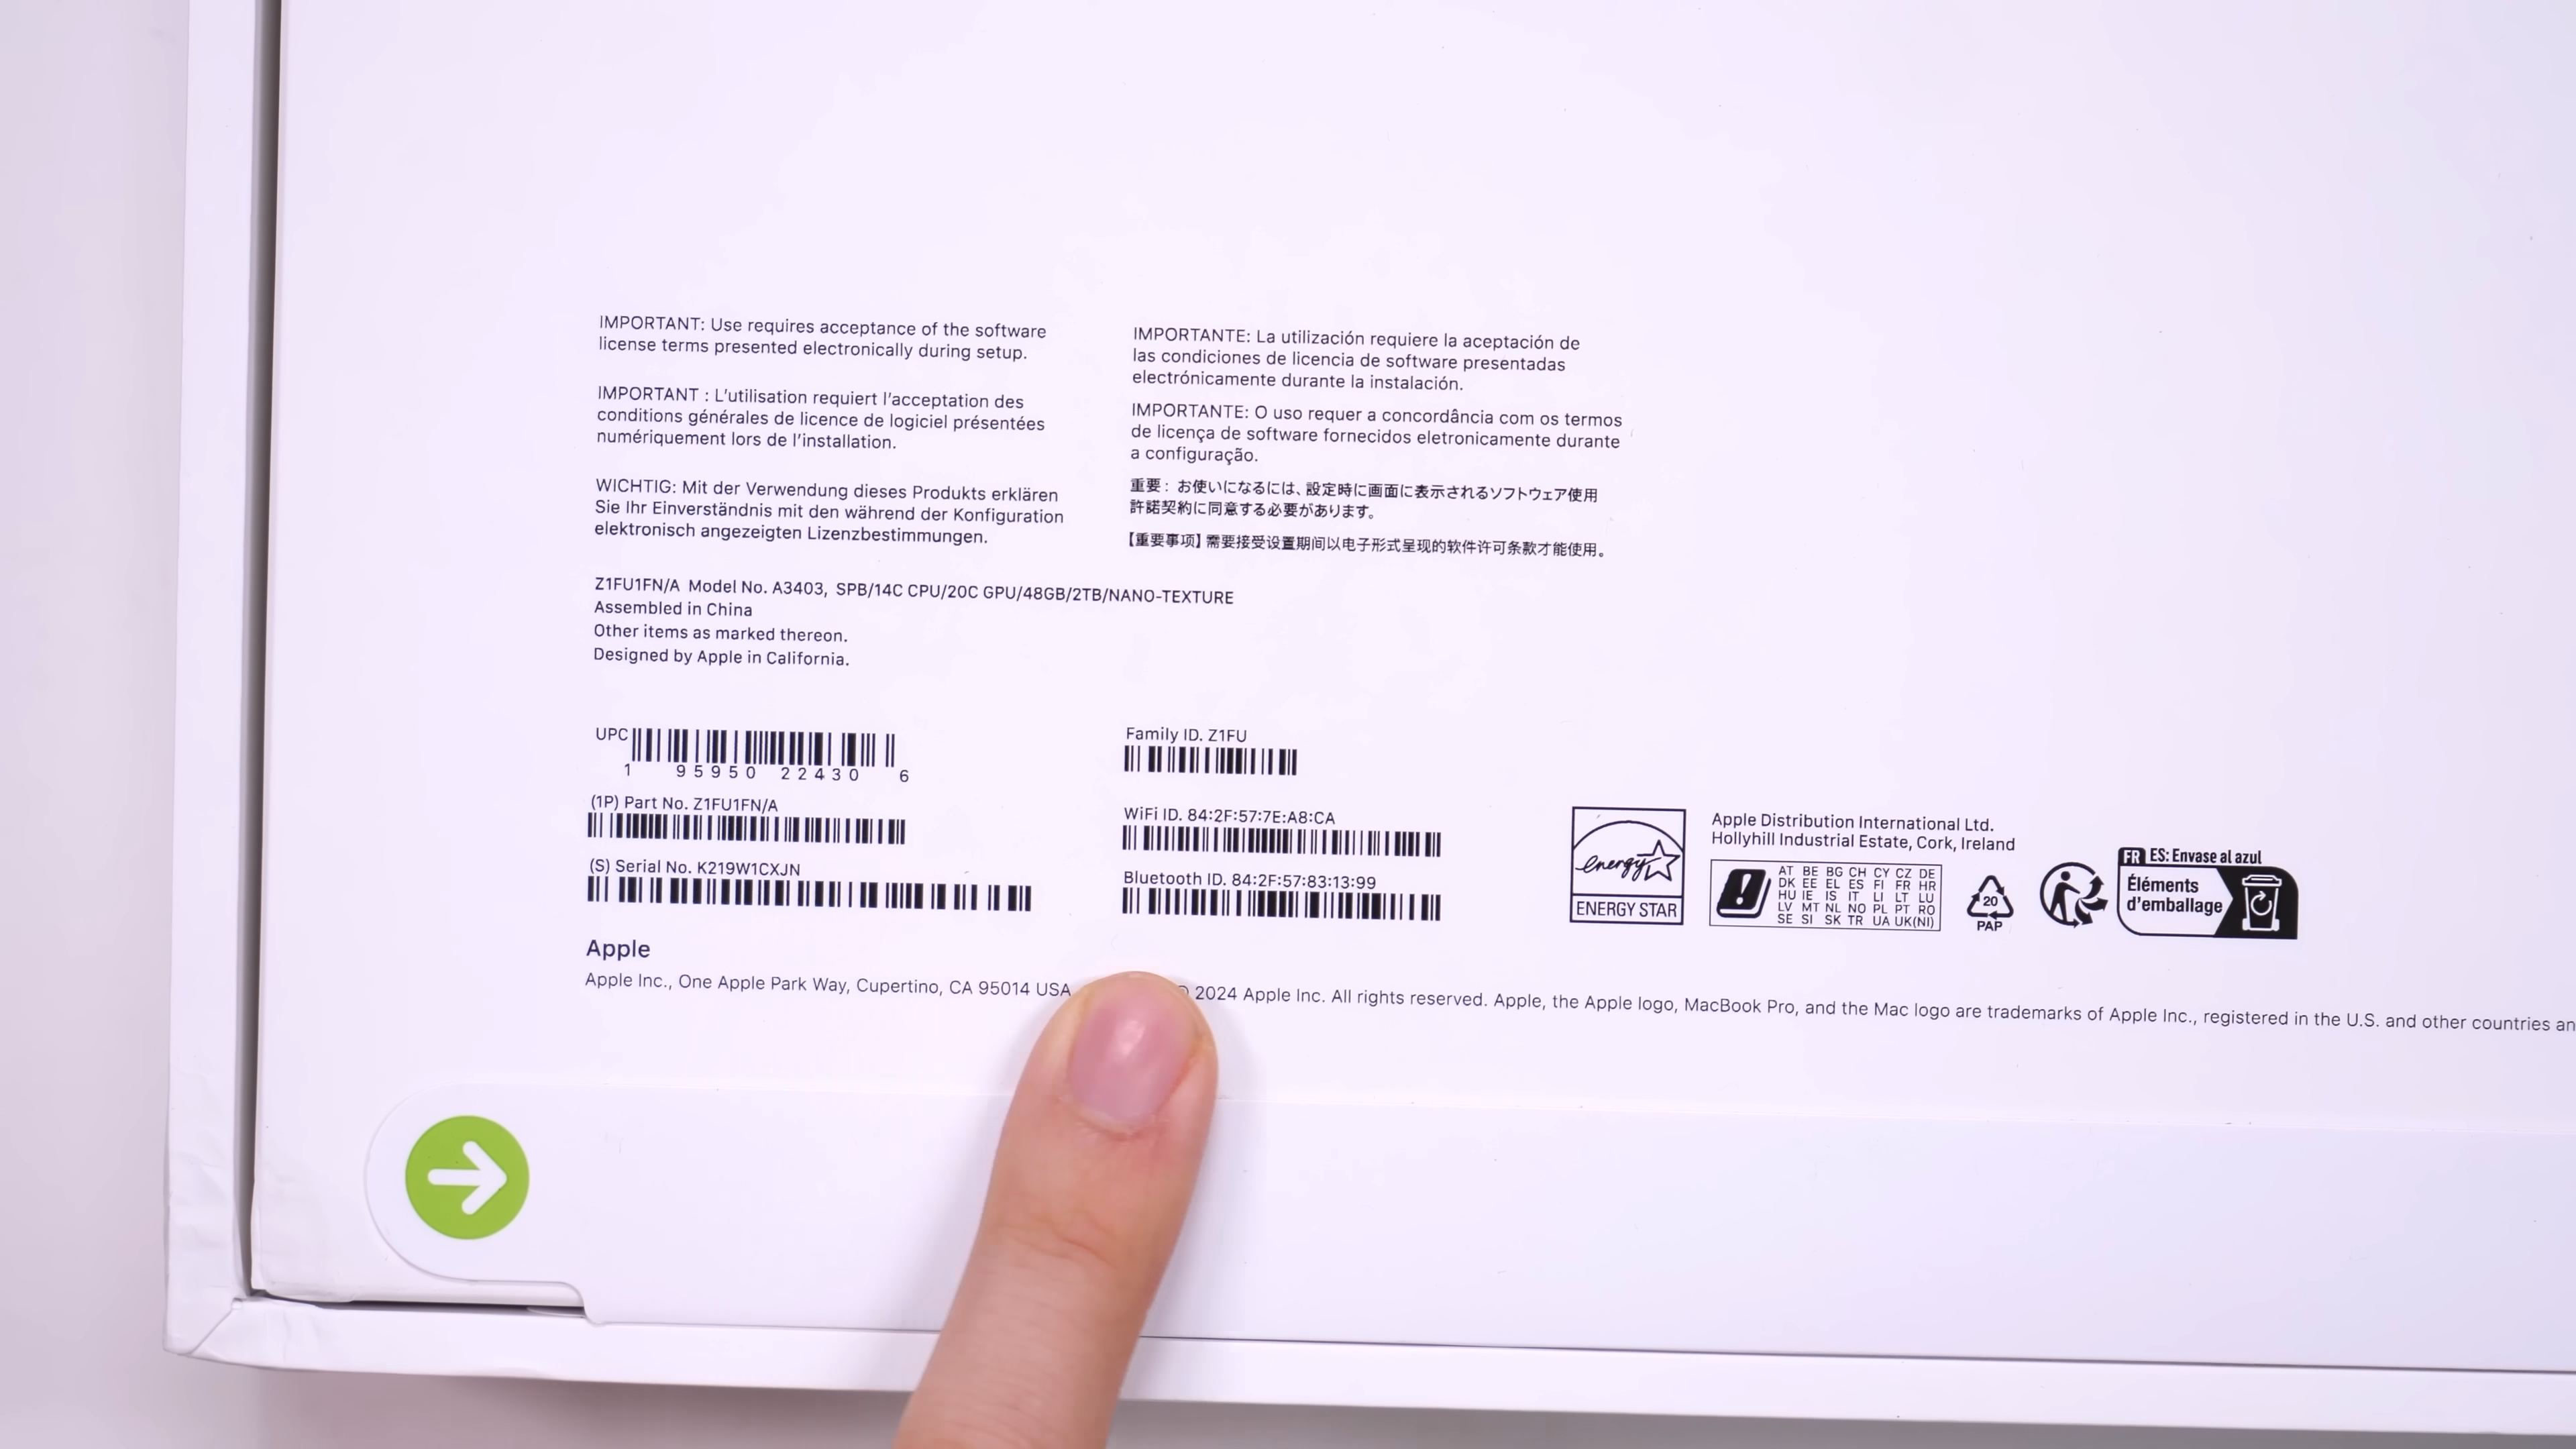 IMPORTANT: Use requires acceptance of the software
license terms presented electronically during setup.
IMPORTANT : L'utilisation requiert l'acceptation des
conditions générales de licence de logiciel présentées
numériquement lors de l'installation.
WICHTIG: Mit der Verwendung dieses Produkts erklären
Sie Ihr Einverständnis mit den während der Konfiguration
elektronisch angezeigten Lizenzbestimmungen.
IMPORTANTE: La utilización requiere la aceptación de
las condiciones de licencia de software presentadas
electrónicamente durante la instalación.
IMPORTANTE: O uso requer a concordância com os termos
de licença de software fornecidos eletronicamente durante
a configuração.
重要： お使いになるには、設定時に画面に表示されるソフトウェア使用
許諾契約に同意する必要があります。
【重要事项】需要接受设置期间以电子形式呈现的软件许可条款才能使用。
Z1FU1FN/A Model No. A3403, SPB/14C CPU/20C GPU/48GB/2TB/NANO-TEXTURE
Assembled in China
Other items as marked thereon.
Designed by Apple in California.
UPC
1 95950 22430 6
(1P) Part No. Z1FU1FN/A
(S) Serial No. K219W1CXJN
Family ID. Z1FU
WiFi ID. 84:2F:57:7E:A8:CA
Bluetooth ID. 84:2F:57:83:13:99
energy
ENERGY STAR
Apple Distribution International Ltd.
Hollyhill Industrial Estate, Cork, Ireland
AT BE BG CH CY CZ DE
DK EE EL ES FI FR HR
HU IE IS IT LI LT LU
LV MT NL NO PL PT RO
SE SI SK TR UA UK(NI)
20
PAP
FR ES: Envase al azul
Éléments
d'emballage
Apple
Apple Inc., One Apple Park Way, Cupertino, CA 95014 USA © 2024 Apple Inc. All rights reserved. Apple, the Apple logo, MacBook Pro, and the Mac logo are trademarks of Apple Inc., registered in the U.S. and other countries